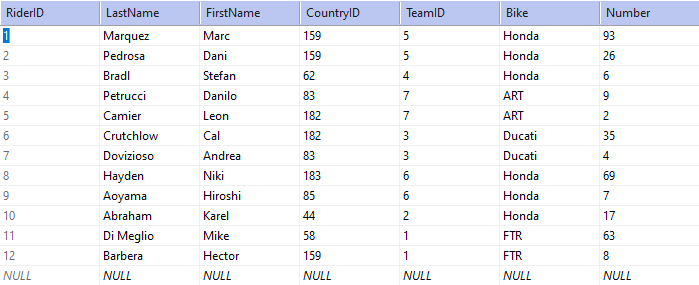 RiderID LastName FirstName CountryID TeamID Bike Number
1 Marquez Marc 159 5 Honda 93
2 Pedrosa Dani 159 5 Honda 26
3 Bradl Stefan 62 4 Honda 6
4 Petrucci Danilo 83 7 ART 9
5 Camier Leon 182 7 ART 2
6 Crutchlow Cal 182 3 Ducati 35
7 Dovizioso Andrea 83 3 Ducati 4
8 Hayden Niki 183 6 Honda 69
9 Aoyama Hiroshi 85 6 Honda 7
10 Abraham Karel 44 2 Honda 17
11 Di Meglio Mike 58 1 FTR 63
12 Barbera Hector 159 1 FTR 8
NULL NULL NULL NULL NULL NULL NULL